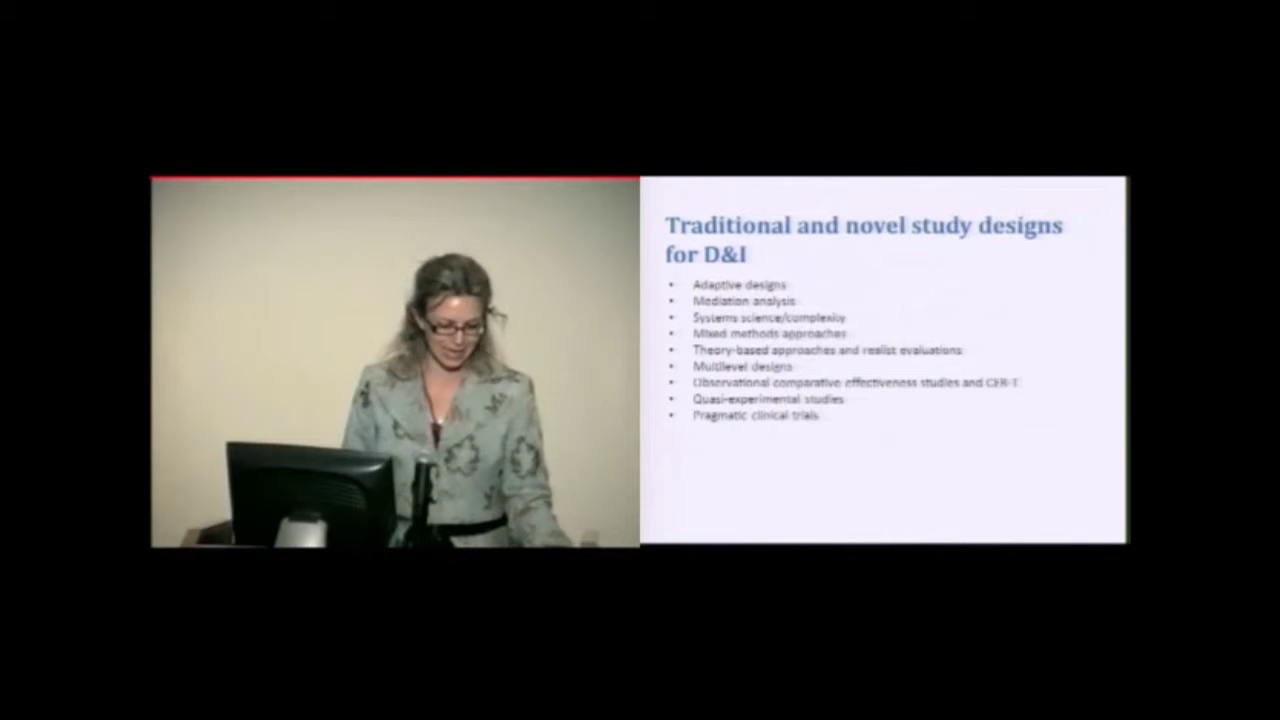 Traditional and novel study designs
for D&I
• Adaptive designs
• Mediation analysis
• Systems science/complexity
• Mixed methods approaches
• Theory-based approaches and realist evaluations
• Multilevel designs
• Observational comparative effectiveness studies and CER-T
• Quasi-experimental studies
• Pragmatic clinical trials